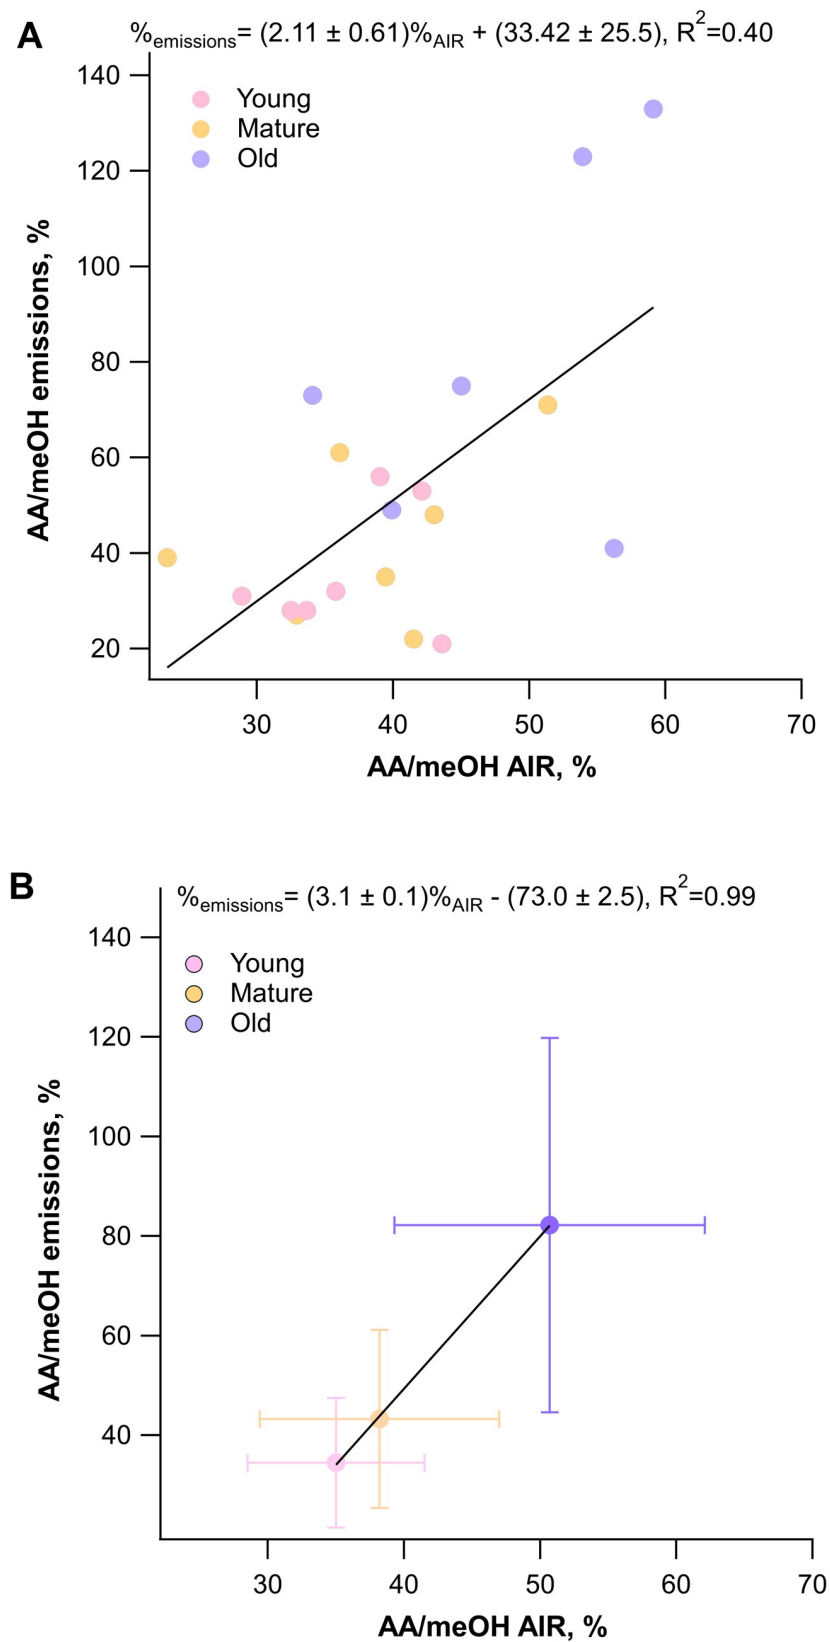 A
%emissions= (2.11 ± 0.61)%AIR + (33.42 ± 25.5), R2=0.40
140
120
100
80
60
40
20
Young
Mature
Old
AA/meOH emissions, %
30 40 50 60 70
AA/meOH AIR, %
B
%emissions= (3.1 ± 0.1)%AIR - (73.0 ± 2.5), R2=0.99
140
120
100
80
60
40
Young
Mature
Old
AA/meOH emissions, %
30 40 50 60 70
AA/meOH AIR, %